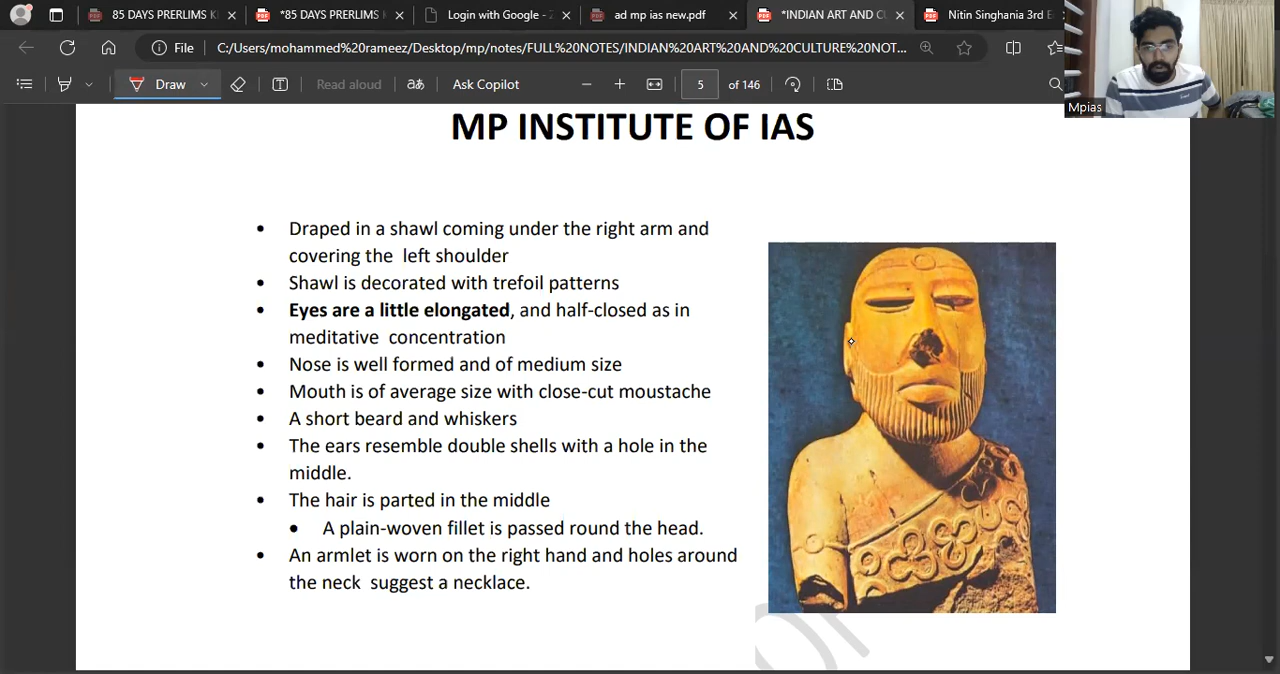 85 DAYS PRERLIMS K
*85 DAYS PRERLIMS
Login with Google -
ad mp ias new.pdf
*INDIAN ART AND CU
Nitin Singhania 3rd E
File
C:/Users/mohammed%20rameez/Desktop/mp/notes/FULL%20NOTES/INDIAN%20ART%20AND%20CULTURE%20NOT...
Draw
Read aloud
aあ
Ask Copilot
5 of 146
Mpias
MP INSTITUTE OF IAS
• Draped in a shawl coming under the right arm and
covering the left shoulder
• Shawl is decorated with trefoil patterns
• Eyes are a little elongated, and half-closed as in
meditative concentration
• Nose is well formed and of medium size
• Mouth is of average size with close-cut moustache
• A short beard and whiskers
• The ears resemble double shells with a hole in the
middle.
• The hair is parted in the middle
• A plain-woven fillet is passed round the head.
• An armlet is worn on the right hand and holes around
the neck suggest a necklace.